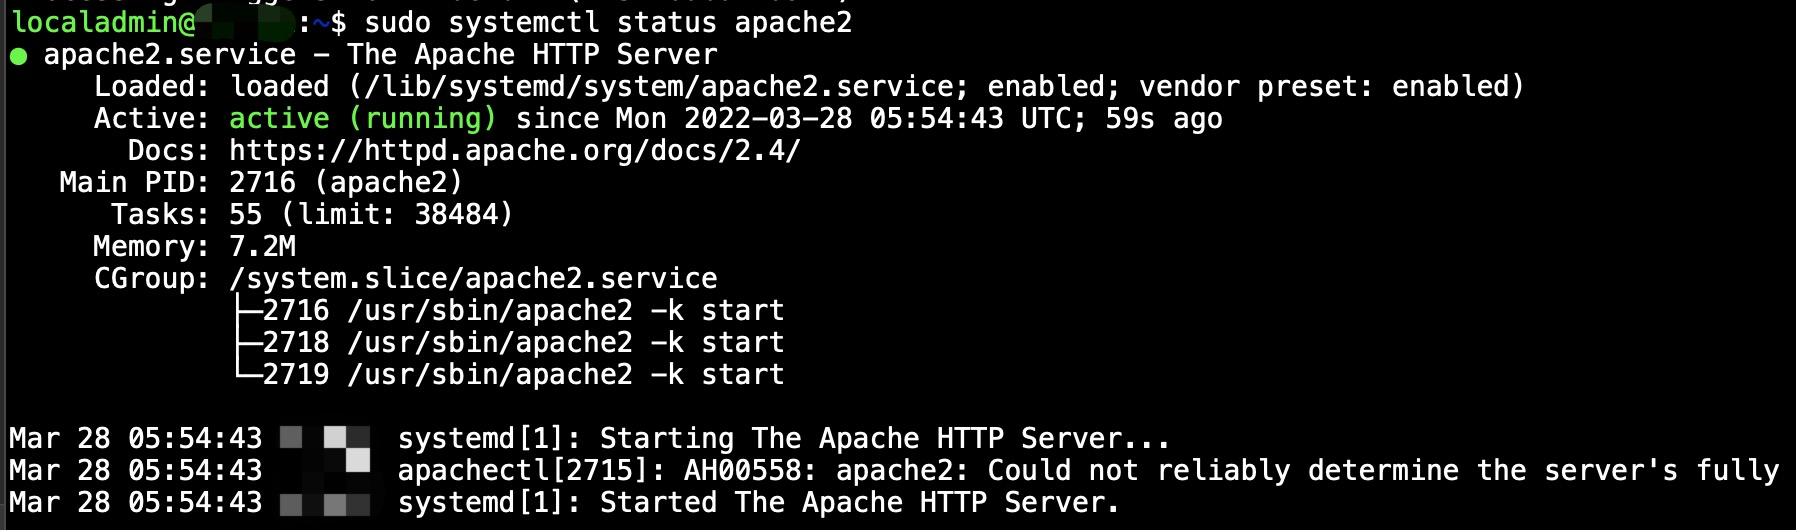 localadmin@:~$ sudo systemctl status apache2
● apache2.service – The Apache HTTP Server
Loaded: loaded (/lib/systemd/system/apache2.service; enabled; vendor preset: enabled)
Active: active (running) since Mon 2022–03–28 05:54:43 UTC; 59s ago
Docs: https://httpd.apache.org/docs/2.4/
Main PID: 2716 (apache2)
Tasks: 55 (limit: 38484)
Memory: 7.2M
CGroup: /system.slice/apache2.service
├─2716 /usr/sbin/apache2 –k start
├─2718 /usr/sbin/apache2 –k start
└─2719 /usr/sbin/apache2 –k start
Mar 28 05:54:43 systemd[1]: Starting The Apache HTTP Server...
Mar 28 05:54:43 apachectl[2715]: AH00558: apache2: Could not reliably determine the server's fully
Mar 28 05:54:43 systemd[1]: Started The Apache HTTP Server.